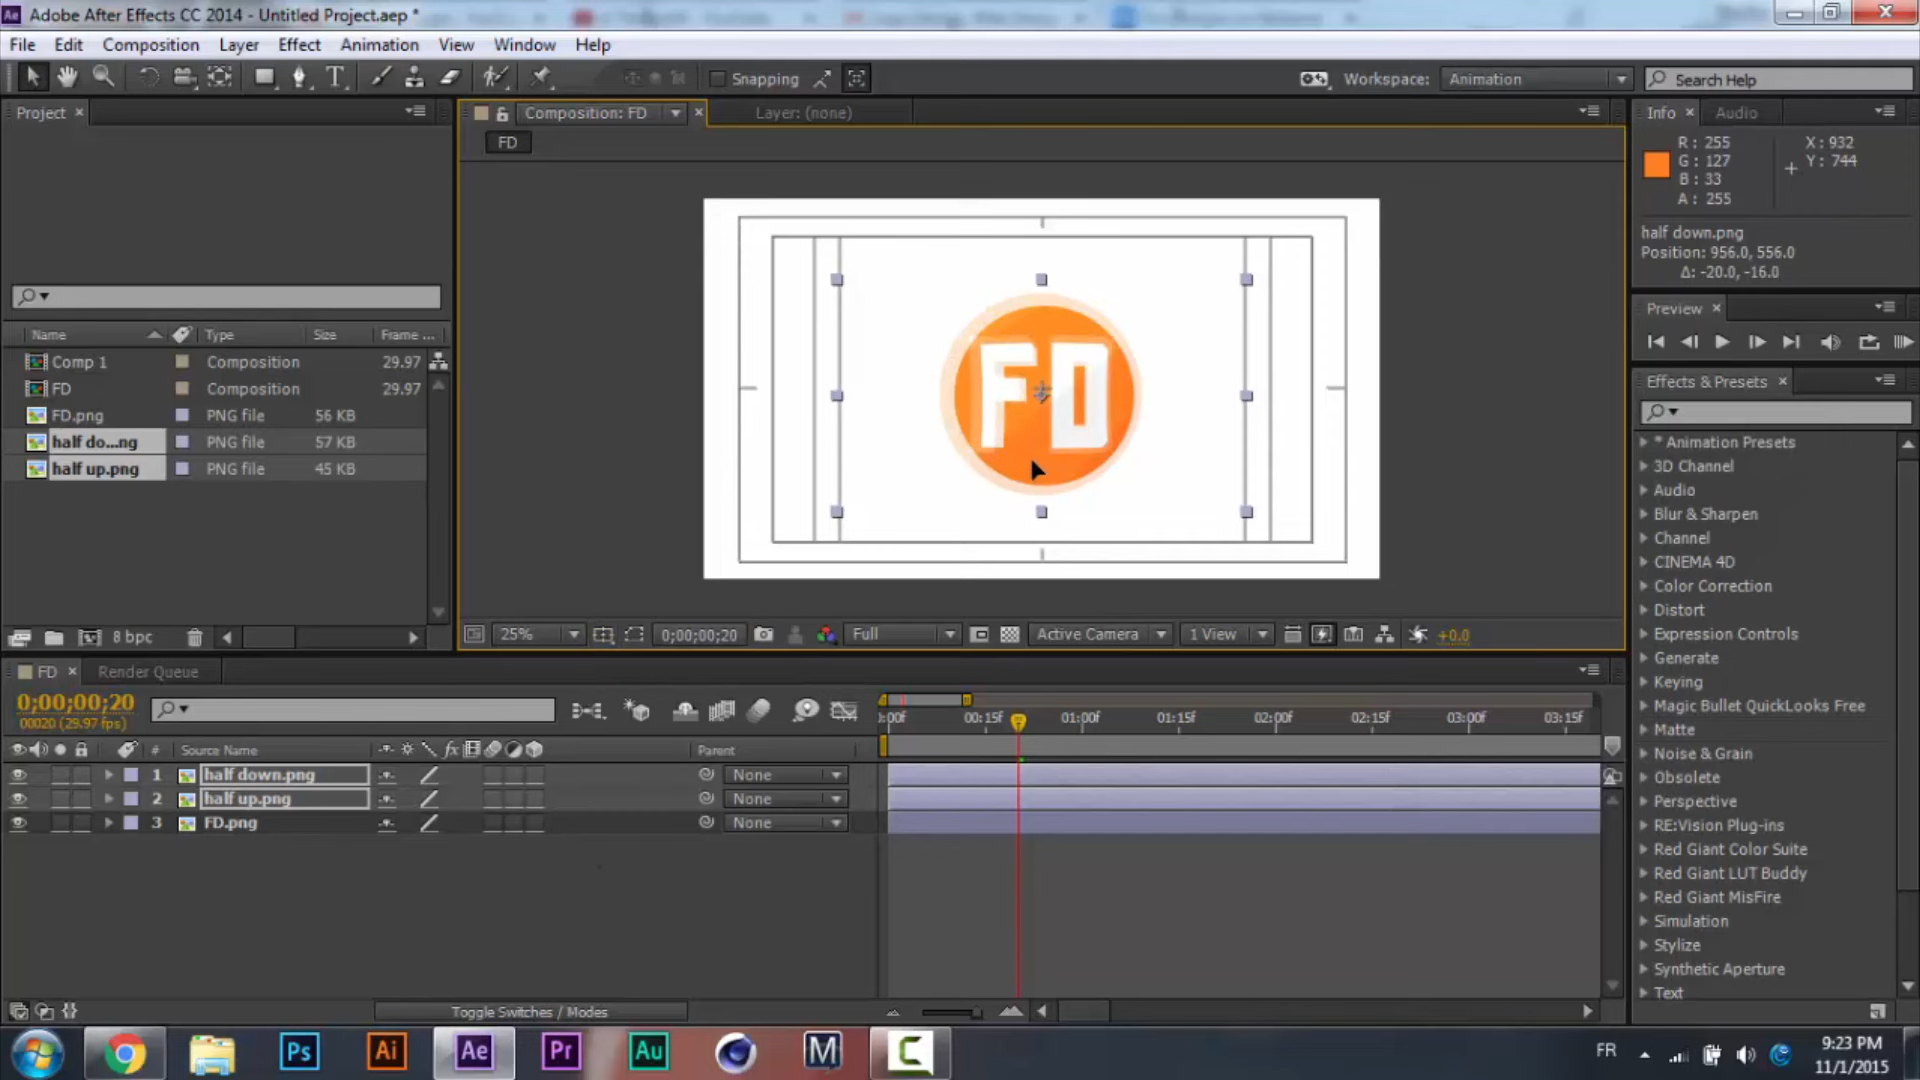 Adobe After Effects CC 2014 - Untitled Project.aep *
File Edit Composition Layer Effect Animation View Window Help
Snapping
Workspace: Animation
Search Help
Project
Composition: FD
Layer: (none)
FD
Info
Audio
R : 255
G : 127
B : 33
A : 255
X : 932
Y : 744
half down.png
Position: 956.0, 556.0
Δ: -20.0, -16.0
Preview
Effects & Presets
* Animation Presets
3D Channel
Audio
Blur & Sharpen
Channel
CINEMA 4D
Color Correction
Distort
Expression Controls
Generate
Keying
Magic Bullet QuickLooks Free
Matte
Noise & Grain
Obsolete
Perspective
RE:Vision Plug-ins
Red Giant Color Suite
Red Giant LUT Buddy
Red Giant MisFire
Simulation
Stylize
Synthetic Aperture
Text
Name Type Size Frame ...
Comp 1 Composition 29.97
FD Composition 29.97
FD.png PNG file 56 KB
half do...ng PNG file 57 KB
half up.png PNG file 45 KB
8 bpc
FD
25% 0;00;00;20 Full Active Camera 1 View +0.0
FD
Render Queue
0;00;00;20
00020 (29.97 fps)
:00f 00:15f 01:00f 01:15f 02:00f 02:15f 03:00f 03:15f
# Source Name fx Parent
1 half down.png None
2 half up.png None
3 FD.png None
Toggle Switches / Modes
Ps Ai Ae Pr Au M C
FR
9:23 PM
11/1/2015